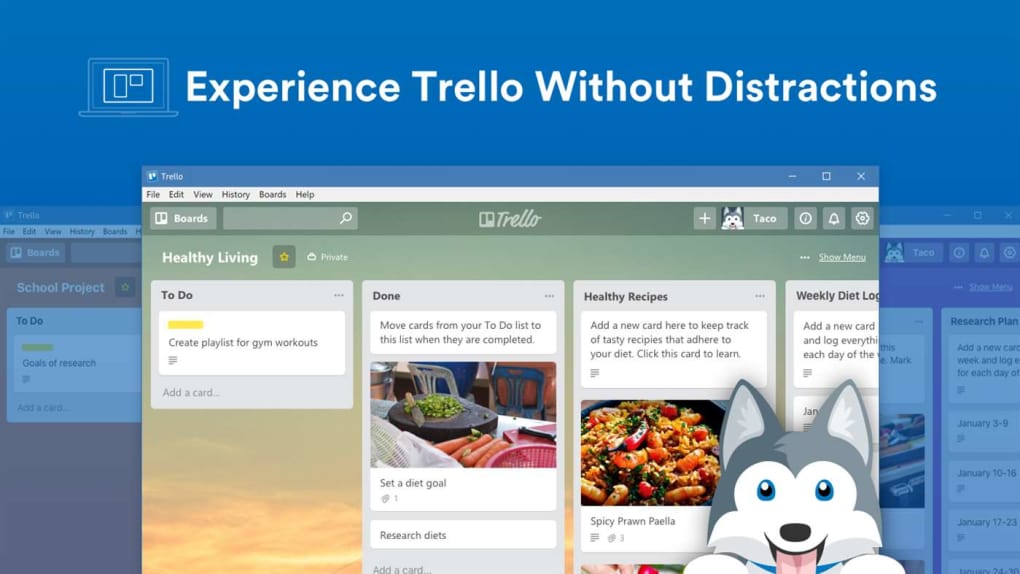 Experience Trello Without Distractions
Trello
File Edit View History Boards Help
Boards
Trello
Taco
Healthy Living
Private
Show Menu
To Do
Create playlist for gym workouts
Add a card...
Done
Move cards from your To Do list to
this list when they are completed.
Set a diet goal
1
Research diets
Add a card...
Healthy Recipes
Add a new card here to keep track
of tasty recipes that adhere to
your diet. Click this card to learn.
Spicy Prawn Paella
3
Weekly Diet Log
Add a new card
and log everything
each day of the
Mark
Trello
File Edit View History Boards
Boards
School Project
To Do
Goals of research
Add a card...
Taco
Show Menu
Research Plan
Add a new card
week and log e
for each day of
January 3-9
January 10-16
January 17-23
January 24-30